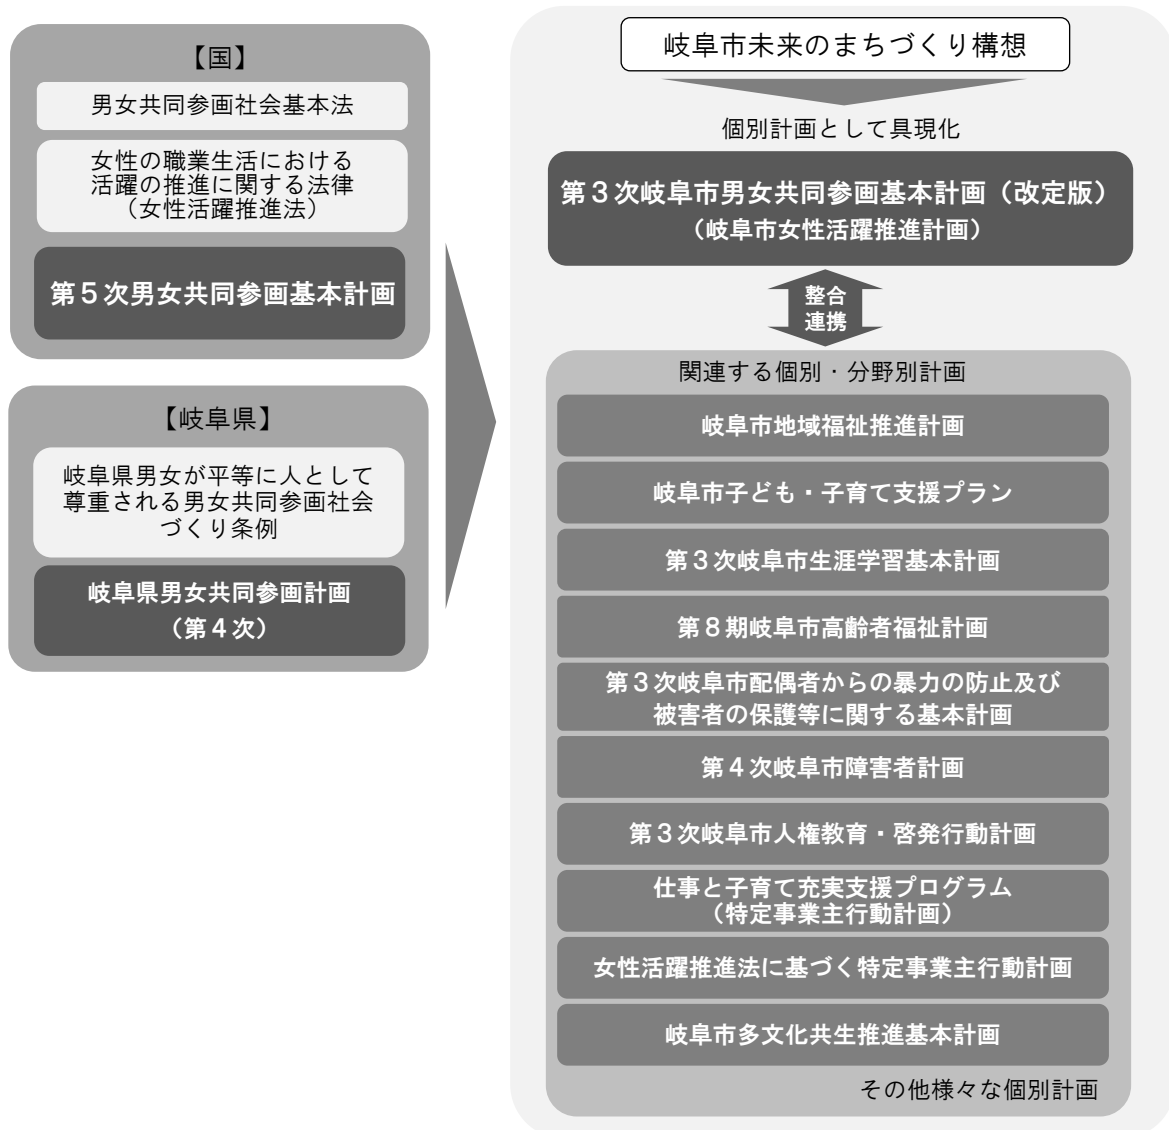 【国】
男女共同参画社会基本法
女性の職業生活における
活躍の推進に関する法律
（女性活躍推進法）
第５次男女共同参画基本計画
【岐阜県】
岐阜県男女が平等に人として
尊重される男女共同参画社会
づくり条例
岐阜県男女共同参画計画
（第４次）
岐阜市未来のまちづくり構想
個別計画として具現化
第３次岐阜市男女共同参画基本計画（改定版）
（岐阜市女性活躍推進計画）
整合
連携
関連する個別・分野別計画
岐阜市地域福祉推進計画
岐阜市子ども・子育て支援プラン
第３次岐阜市生涯学習基本計画
第８期岐阜市高齢者福祉計画
第３次岐阜市配偶者からの暴力の防止及び
被害者の保護等に関する基本計画
第４次岐阜市障害者計画
第３次岐阜市人権教育・啓発行動計画
仕事と子育て充実支援プログラム
（特定事業主行動計画）
女性活躍推進法に基づく特定事業主行動計画
岐阜市多文化共生推進基本計画
その他様々な個別計画